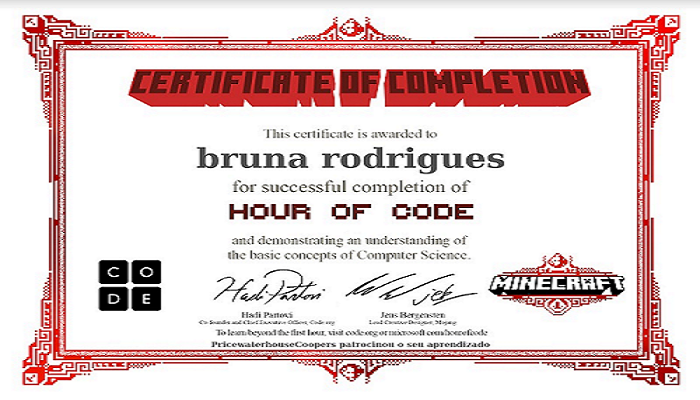 CERTIFICATE OF COMPLETION
This certificate is awarded to
bruna rodrigues
for successful completion of
HOUR OF CODE
and demonstrating an understanding of
the basic concepts of Computer Science.
CO
DE
Hadi Partovi
MINECRAFT
Hadi Partovi Jens Bergensten
Co-founder and Chief Executive Officer, Code.org Lead Creative Designer, Mojang
To learn beyond the first hour, visit code.org or microsoft.com/hourofcode
PricewaterhouseCoopers patrocinou o seu aprendizado